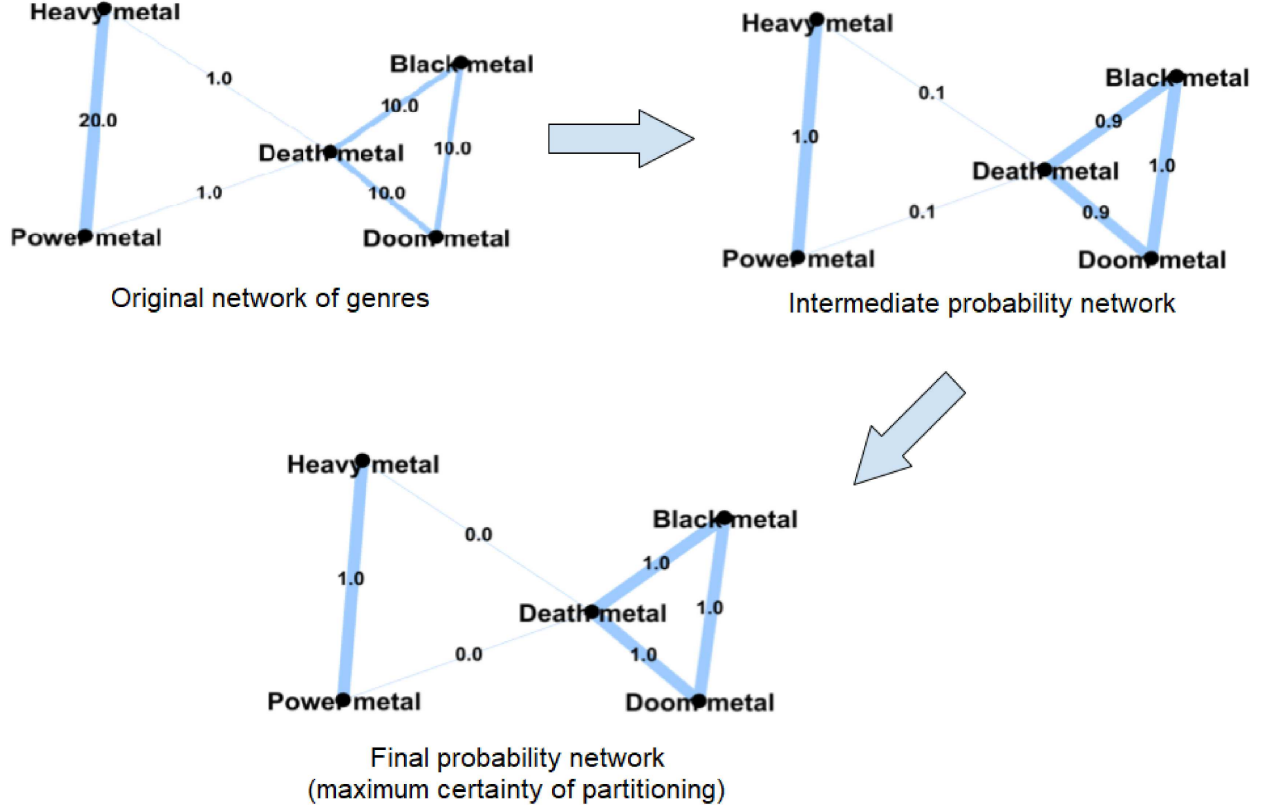 Heavy metal
Black metal
1.0
10.0
20.0
10.0
Death metal
10.0
1.0
Power metal
Doom metal
Original network of genres
Heavy metal
Black metal
0.1
0.9
1.0
1.0
Death metal
0.9
0.1
Power metal
Doom metal
Intermediate probability network
Heavy metal
Black metal
0.0
1.0
1.0
1.0
Death metal
1.0
0.0
Power metal
Doom metal
Final probability network
(maximum certainty of partitioning)